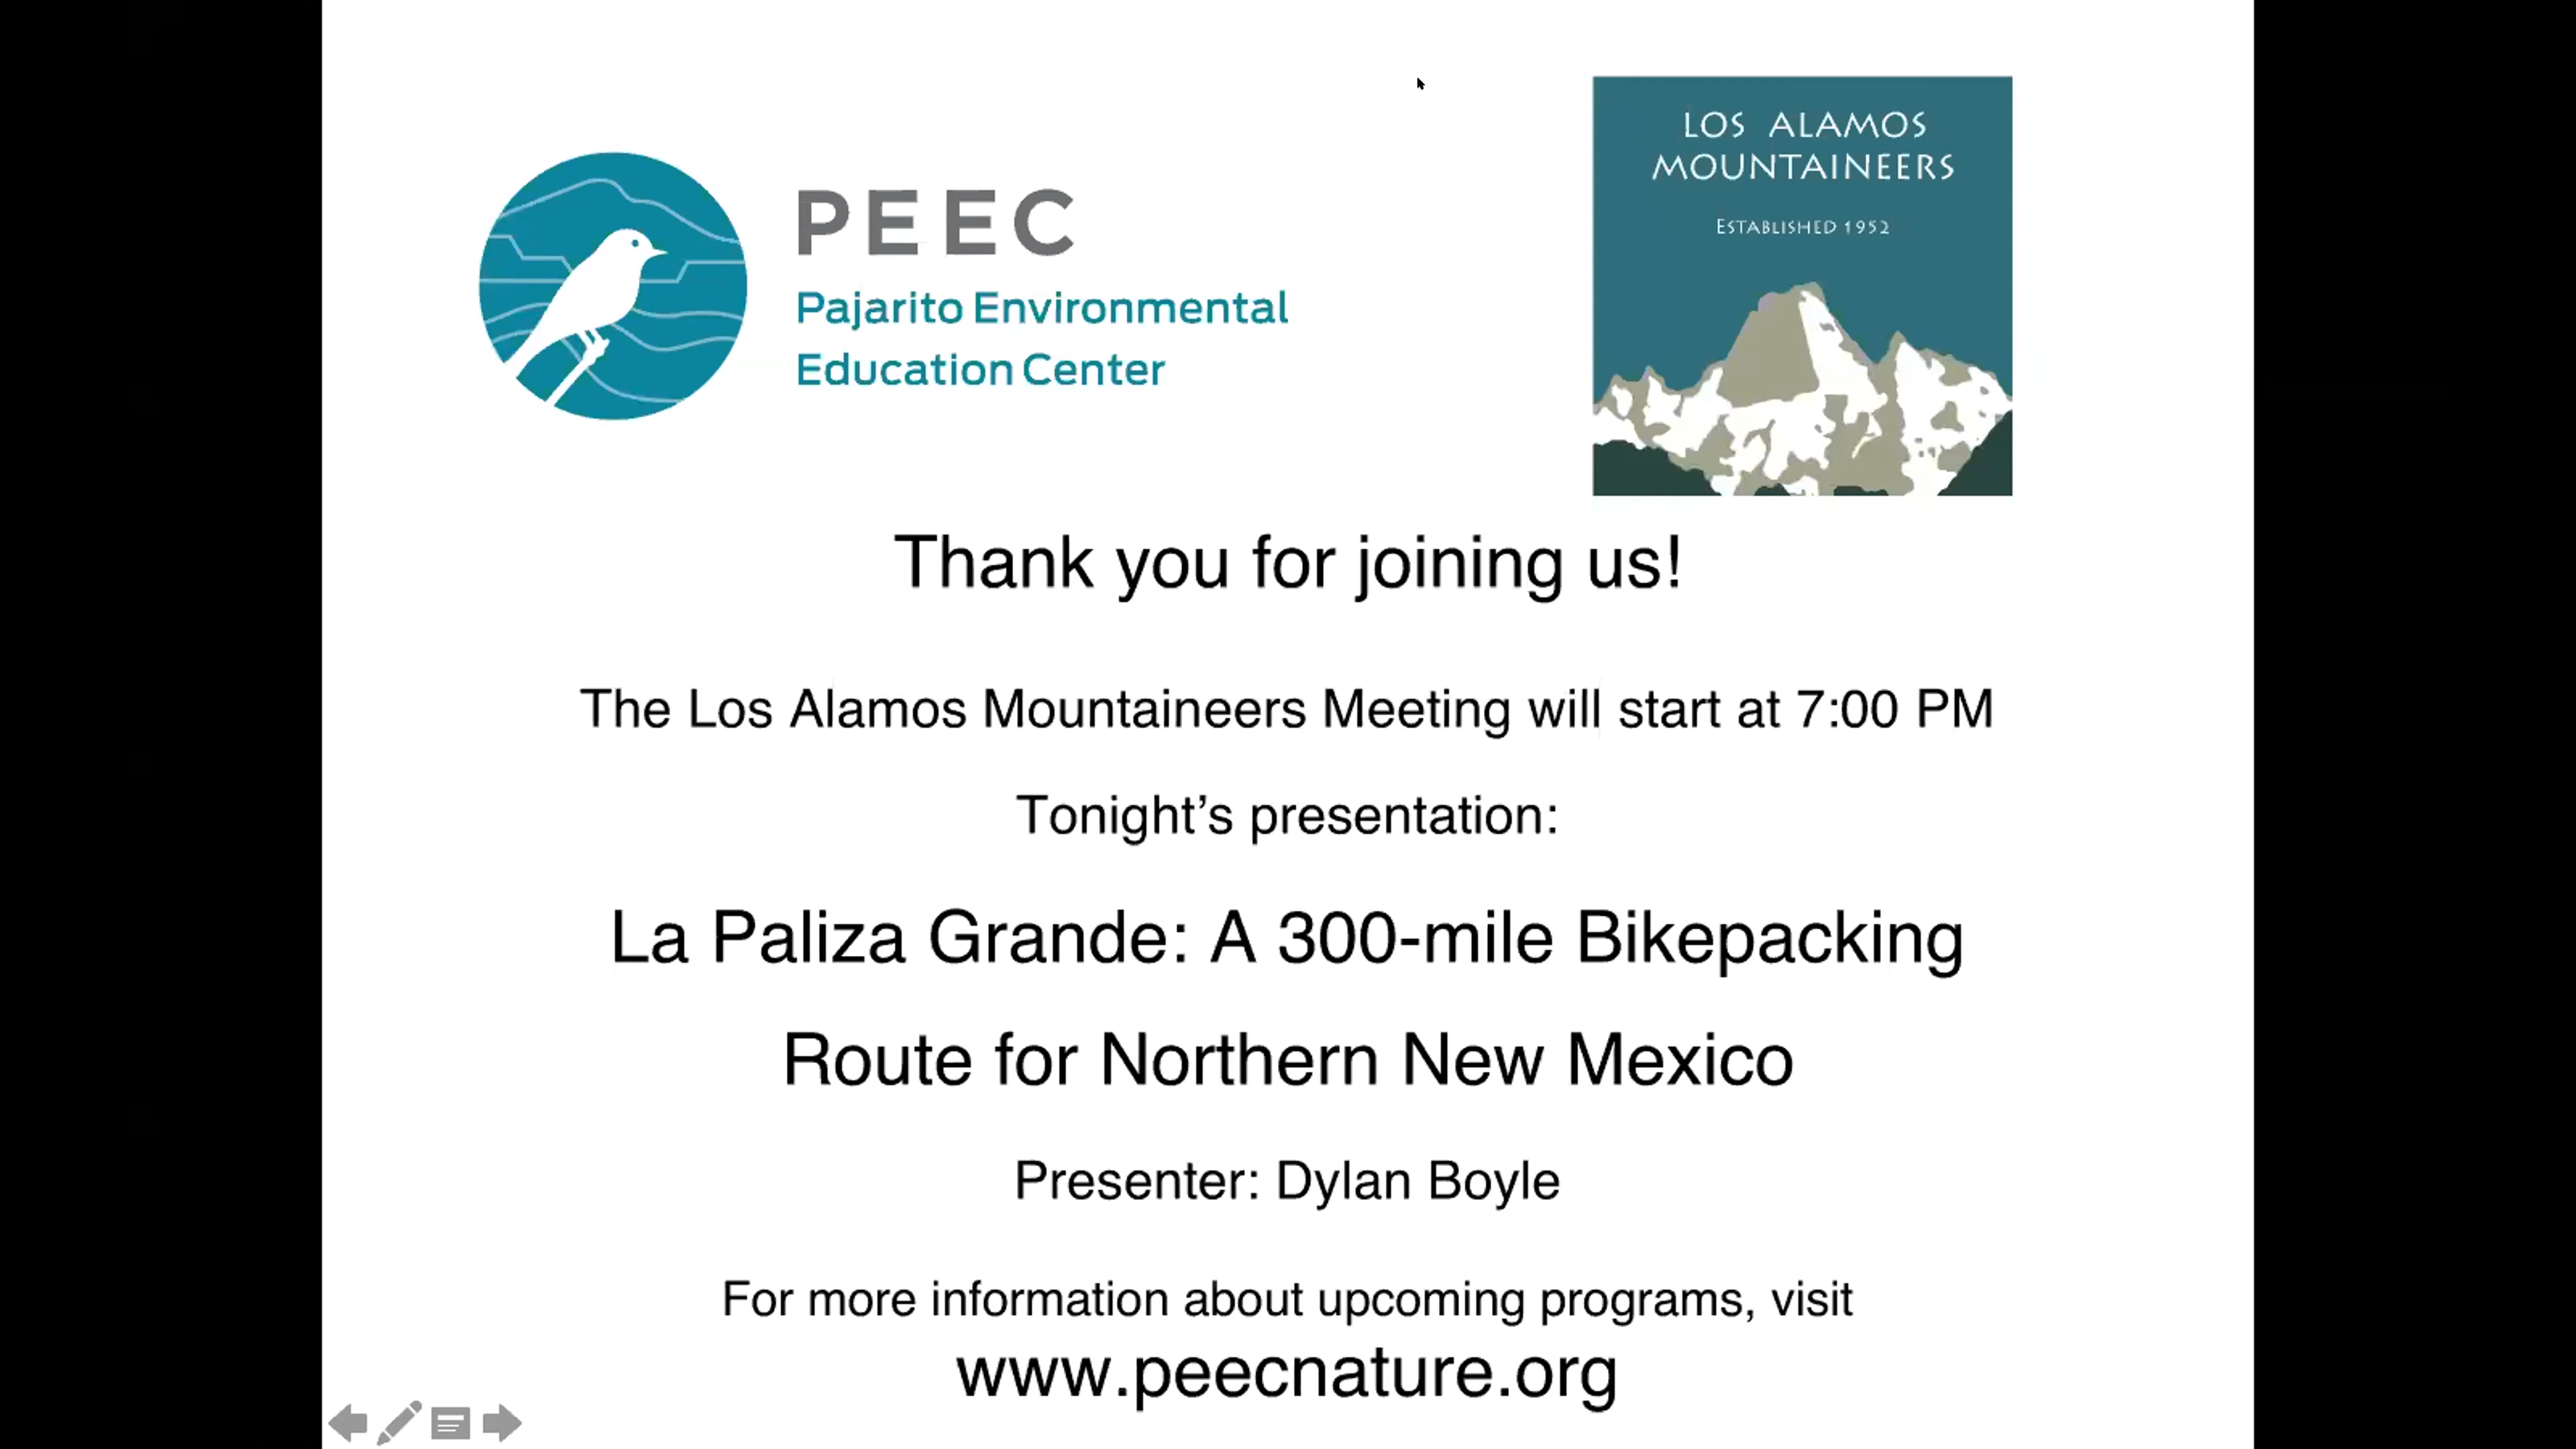 PEEC
Pajarito Environmental
Education Center
LOS ALAMOS
MOUNTAINEERS
ESTABLISHED 1952
Thank you for joining us!
The Los Alamos Mountaineers Meeting will start at 7:00 PM
Tonight’s presentation:
La Paliza Grande: A 300-mile Bikepacking
Route for Northern New Mexico
Presenter: Dylan Boyle
For more information about upcoming programs, visit
www.peecnature.org